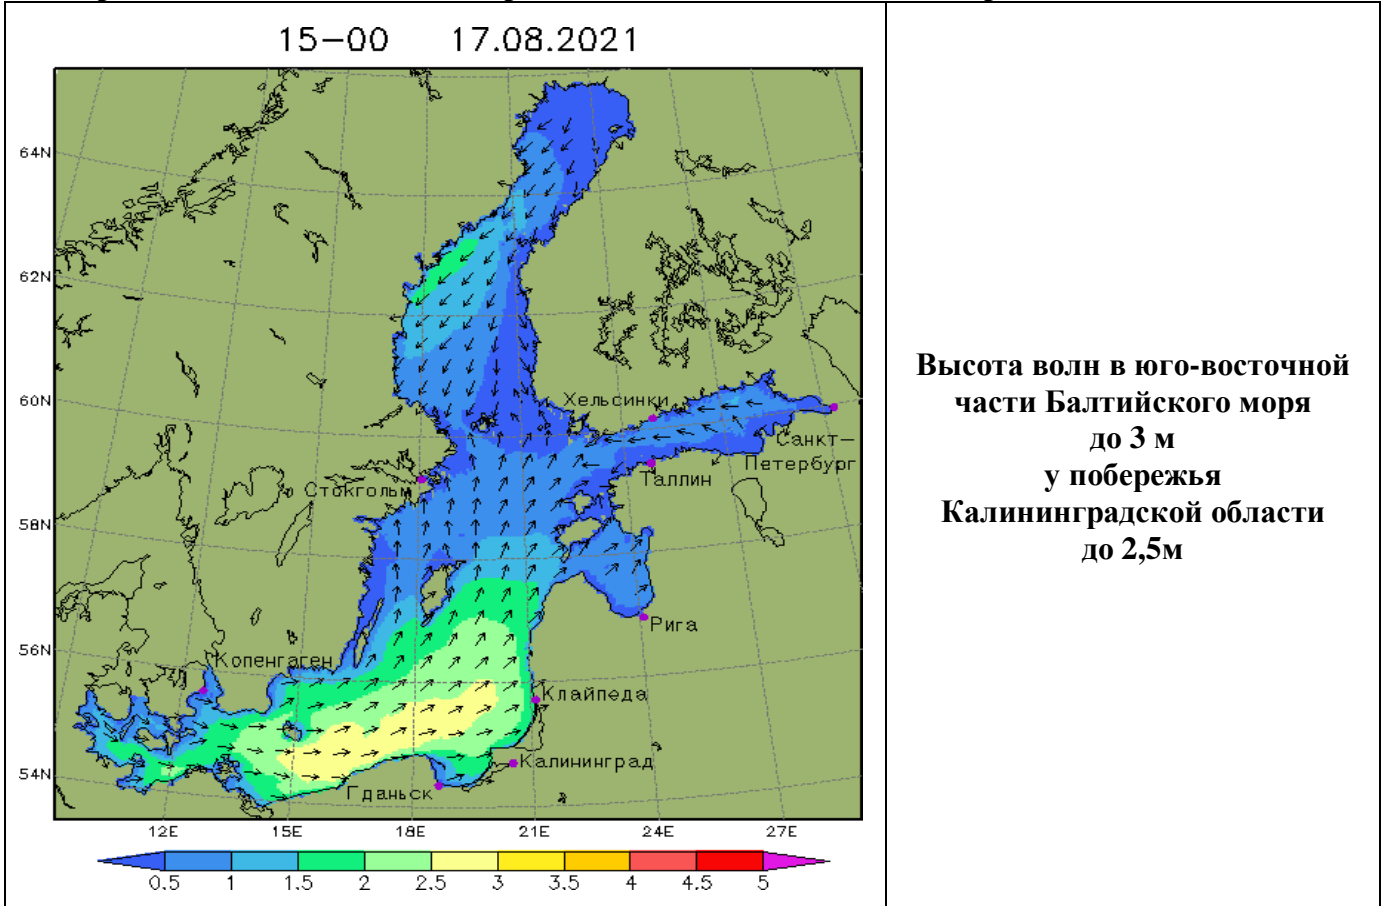 15-00 17.08.2021
64N
62N
60N
58N
56N
54N
Хельсинки
Санкт-
Петербург
Таллин
Стокгольм
Рига
Копенгаген
Клайпеда
Калининград
Гданьск
12E 15E 18E 21E 24E 27E
0.5 1 1.5 2 2.5 3 3.5 4 4.5 5
Высота волн в юго-восточной
части Балтийского моря
до 3 м
у побережья
Калининградской области
до 2,5м